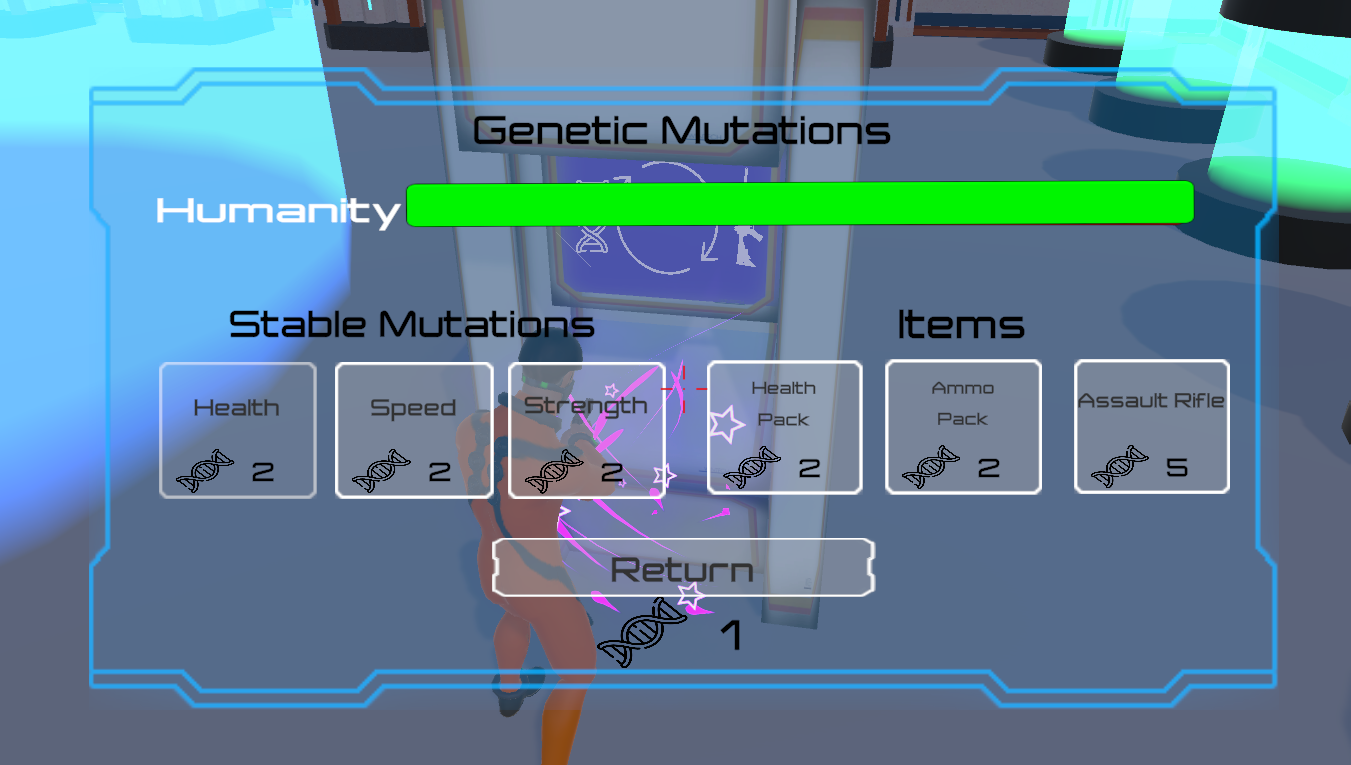 Genetic Mutations
Humanity
Stable Mutations
Items
Health
2
Speed
2
Strength
2
Health
Pack
2
Ammo
Pack
2
Assault Rifle
5
Return
1